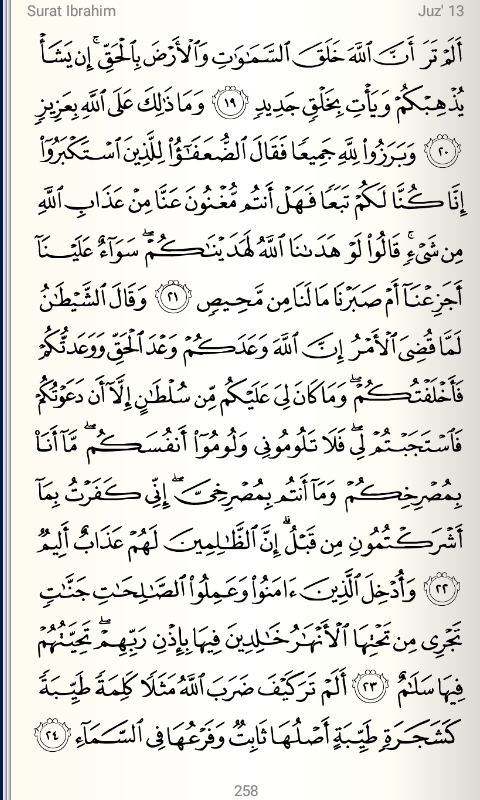 Surat Ibrahim
Juz' 13
أَلَمْ تَرَ أَنَّ ٱللَّهَ خَلَقَ ٱلسَّمَٰوَٰتِ وَٱلْأَرْضَ بِٱلْحَقِّ ۚ إِن يَشَأْ
يُذْهِبْكُمْ وَيَأْتِ بِخَلْقٍ جَدِيدٍ ١٩ وَمَا ذَٰلِكَ عَلَى ٱللَّهِ بِعَزِيزٍ
٢٠ وَبَرَزُوا۟ لِلَّهِ جَمِيعًا فَقَالَ ٱلضُّعَفَٰٓؤُا۟ لِلَّذِينَ ٱسْتَكْبَرُوٓا۟
إِنَّا كُنَّا لَكُمْ تَبَعًا فَهَلْ أَنتُم مُّغْنُونَ عَنَّا مِنْ عَذَابِ ٱللَّهِ
مِن شَىْءٍ ۚ قَالُوا۟ لَوْ هَدَىٰنَا ٱللَّهُ لَهَدَيْنَٰكُمْ ۖ سَوَآءٌ عَلَيْنَآ
أَجَزِعْنَآ أَمْ صَبَرْنَا مَا لَنَا مِن مَّحِيصٍ ٢١ وَقَالَ ٱلشَّيْطَٰنُ
لَمَّا قُضِىَ ٱلْأَمْرُ إِنَّ ٱللَّهَ وَعَدَكُمْ وَعْدَ ٱلْحَقِّ وَوَعَدتُّكُمْ
فَأَخْلَفْتُكُمْ ۖ وَمَا كَانَ لِىَ عَلَيْكُم مِّن سُلْطَٰنٍ إِلَّآ أَن دَعَوْتُكُمْ
فَٱسْتَجَبْتُمْ لِى ۖ فَلَا تَلُومُونِى وَلُومُوٓا۟ أَنفُسَكُم ۖ مَّآ أَنَا۠
بِمُصْرِخِكُمْ وَمَآ أَنتُم بِمُصْرِخِىَّ ۖ إِنِّى كَفَرْتُ بِمَآ
أَشْرَكْتُمُونِ مِن قَبْلُ ۗ إِنَّ ٱلظَّٰلِمِينَ لَهُمْ عَذَابٌ أَلِيمٌ
٢٢ وَأُدْخِلَ ٱلَّذِينَ ءَامَنُوا۟ وَعَمِلُوا۟ ٱلصَّٰلِحَٰتِ جَنَّٰتٍ
تَجْرِى مِن تَحْتِهَا ٱلْأَنْهَٰرُ خَٰلِدِينَ فِيهَا بِإِذْنِ رَبِّهِمْ ۖ تَحِيَّتُهُمْ
فِيهَا سَلَٰمٌ ٢٣ أَلَمْ تَرَ كَيْفَ ضَرَبَ ٱللَّهُ مَثَلًا كَلِمَةً طَيِّبَةً
كَشَجَرَةٍ طَيِّبَةٍ أَصْلُهَا ثَابِتٌ وَفَرْعُهَا فِى ٱلسَّمَآءِ ٢٤
258